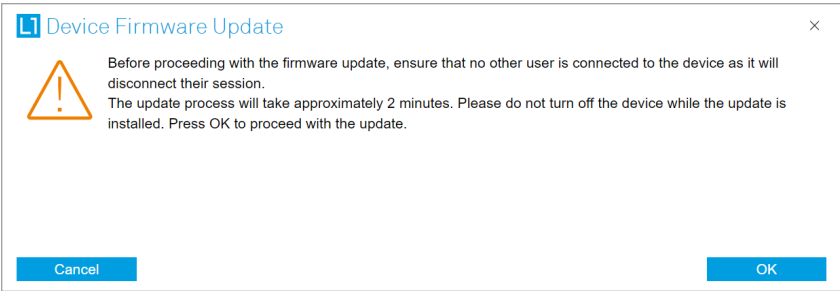 L1 Device Firmware Update
Before proceeding with the firmware update, ensure that no other user is connected to the device as it will
disconnect their session.
The update process will take approximately 2 minutes. Please do not turn off the device while the update is
installed. Press OK to proceed with the update.
Cancel
OK